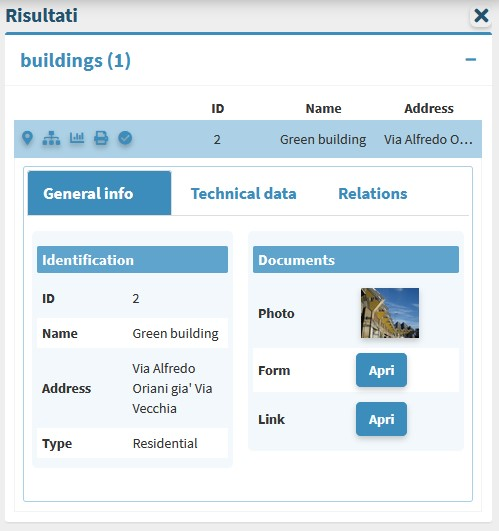 Risultati
buildings (1)
ID Name Address
2 Green building Via Alfredo O...
General info Technical data Relations
Identification
ID 2
Name Green building
Address Via Alfredo
Oriani gia' Via
Vecchia
Type Residential
Documents
Photo
Form Apri
Link Apri